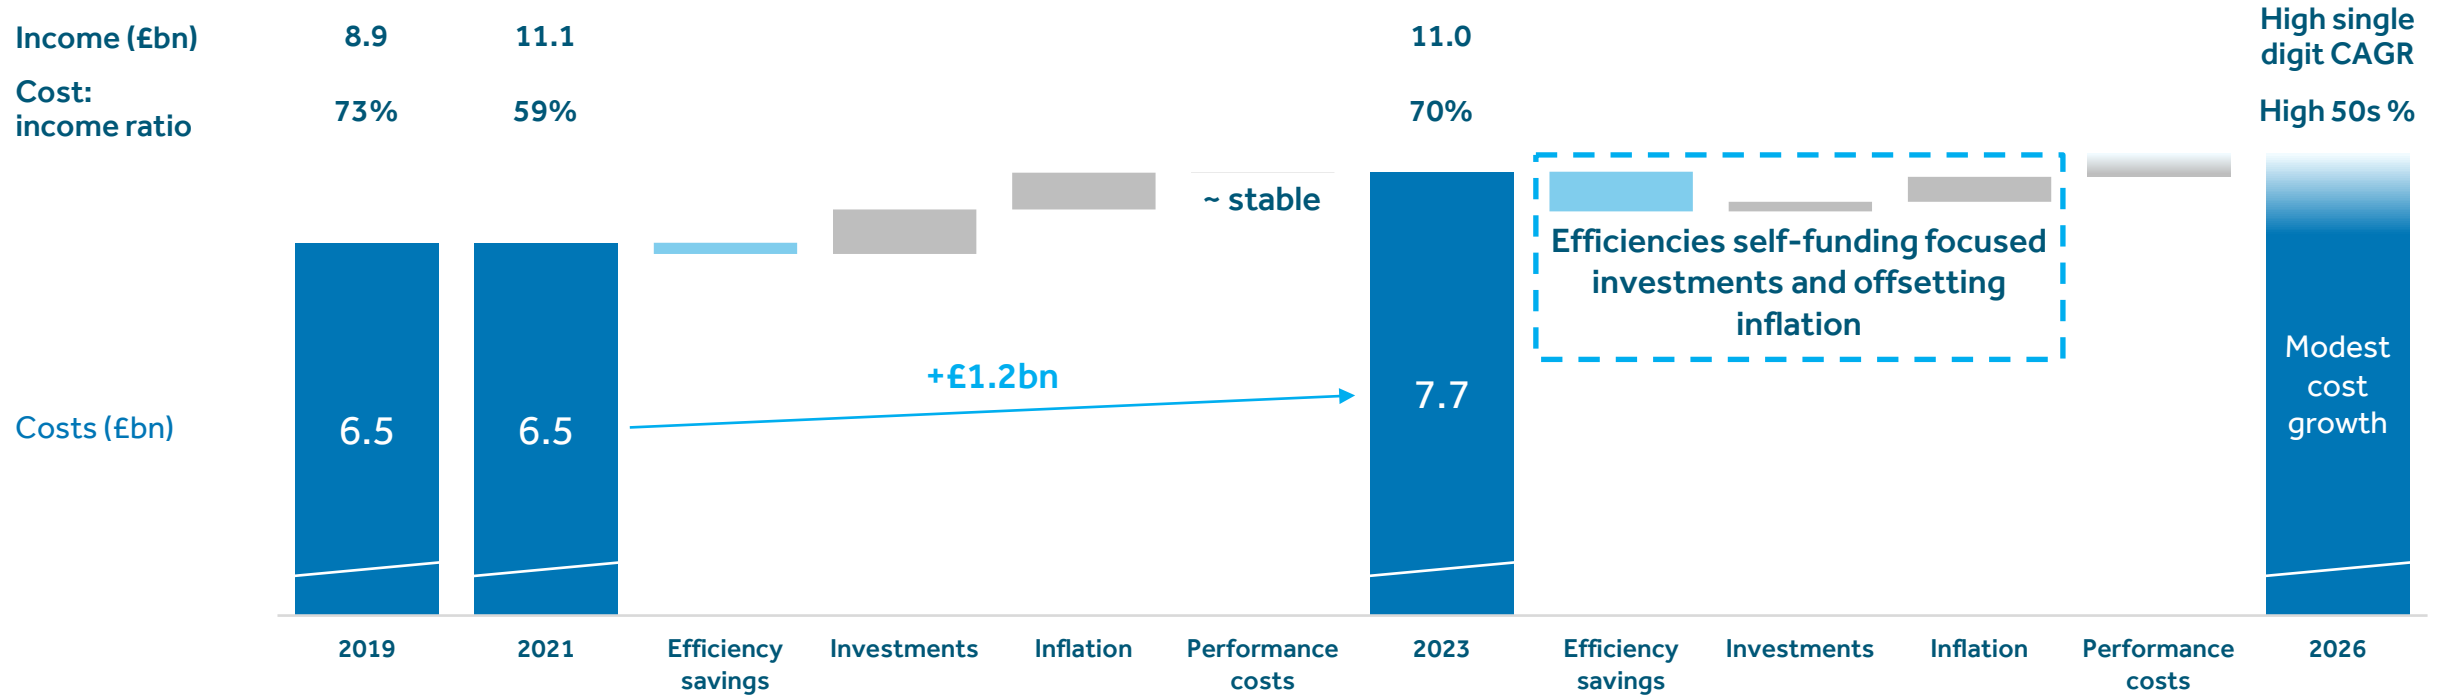 Income (£bn)
8.9
11.1
11.0
High single
digit CAGR
Cost:
income ratio
73%
59%
70%
High 50s %
~ stable
Efficiencies self-funding focused
investments and offsetting
inflation
+£1.2bn
Costs (£bn)
6.5
6.5
7.7
Modest
cost
growth
2019
2021
Efficiency
savings
Investments
Inflation
Performance
costs
2023
Efficiency
savings
Investments
Inflation
Performance
costs
2026